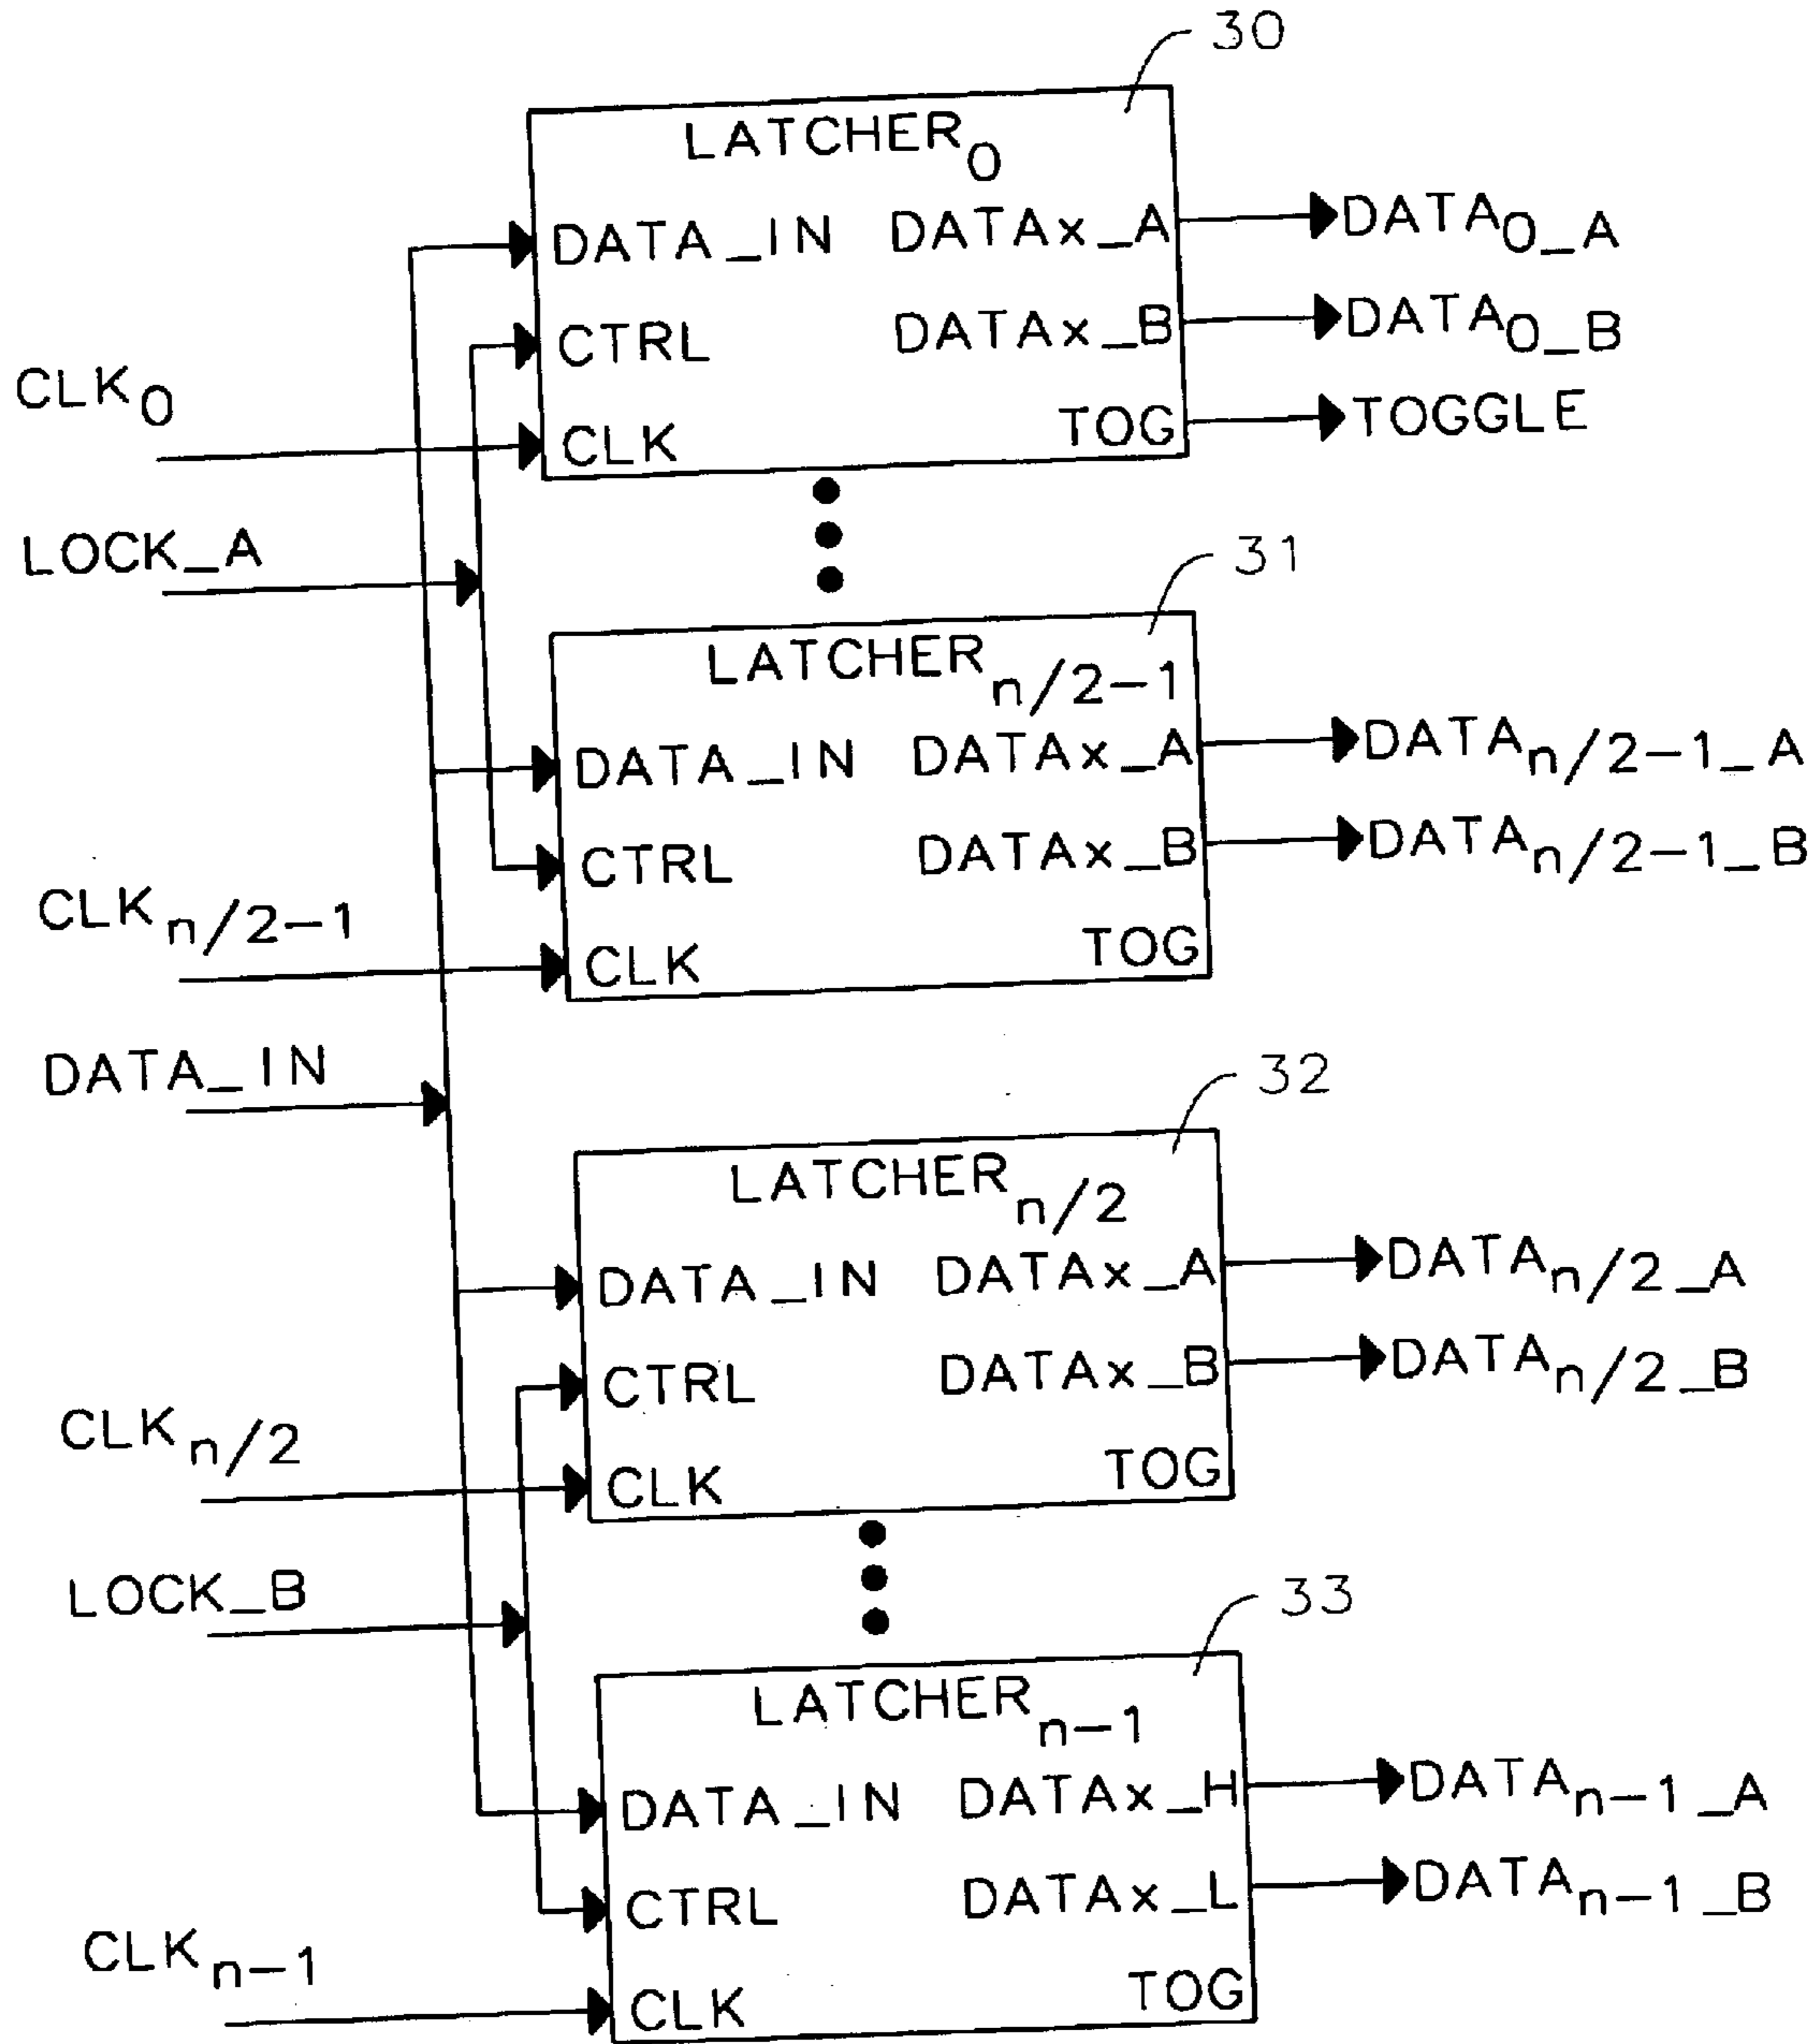 30
LATCHER0
DATA_IN DATAx_A DATA0_A
CTRL DATAx_B DATA0_B
CLK0
CLK TOG TOGGLE
LOCK_A
31
LATCHERn/2-1
DATA_IN DATAx_A DATAn/2-1_A
CTRL DATAx_B DATAn/2-1_B
CLKn/2-1
CLK TOG
DATA_IN
32
LATCHERn/2
DATA_IN DATAx_A DATAn/2_A
CTRL DATAx_B DATAn/2_B
CLKn/2
CLK TOG
LOCK_B
33
LATCHERn-1
DATA_IN DATAx_H DATAn-1_A
CTRL DATAx_L DATAn-1_B
CLKn-1
CLK TOG